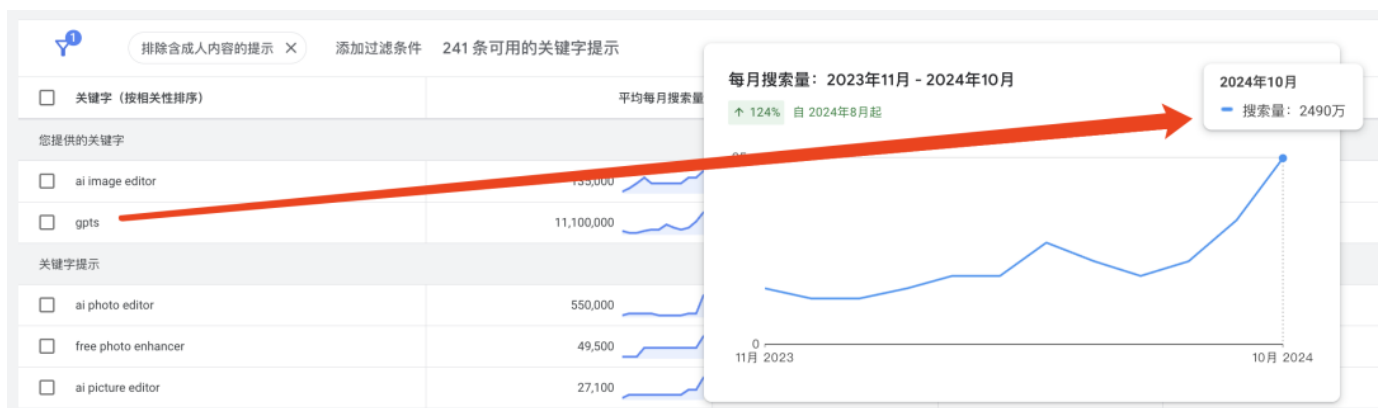 1
排除含成人内容的提示 ×
添加过滤条件
241 条可用的关键字提示
关键字（按相关性排序）
平均每月搜索量
您提供的关键字
ai image editor
gpts
11,100,000
关键字提示
ai photo editor
550,000
free photo enhancer
49,500
ai picture editor
27,100
每月搜索量：2023年11月 - 2024年10月
↑ 124% 自 2024年8月起
0
11月 2023
10月 2024
2024年10月
搜索量：2490万